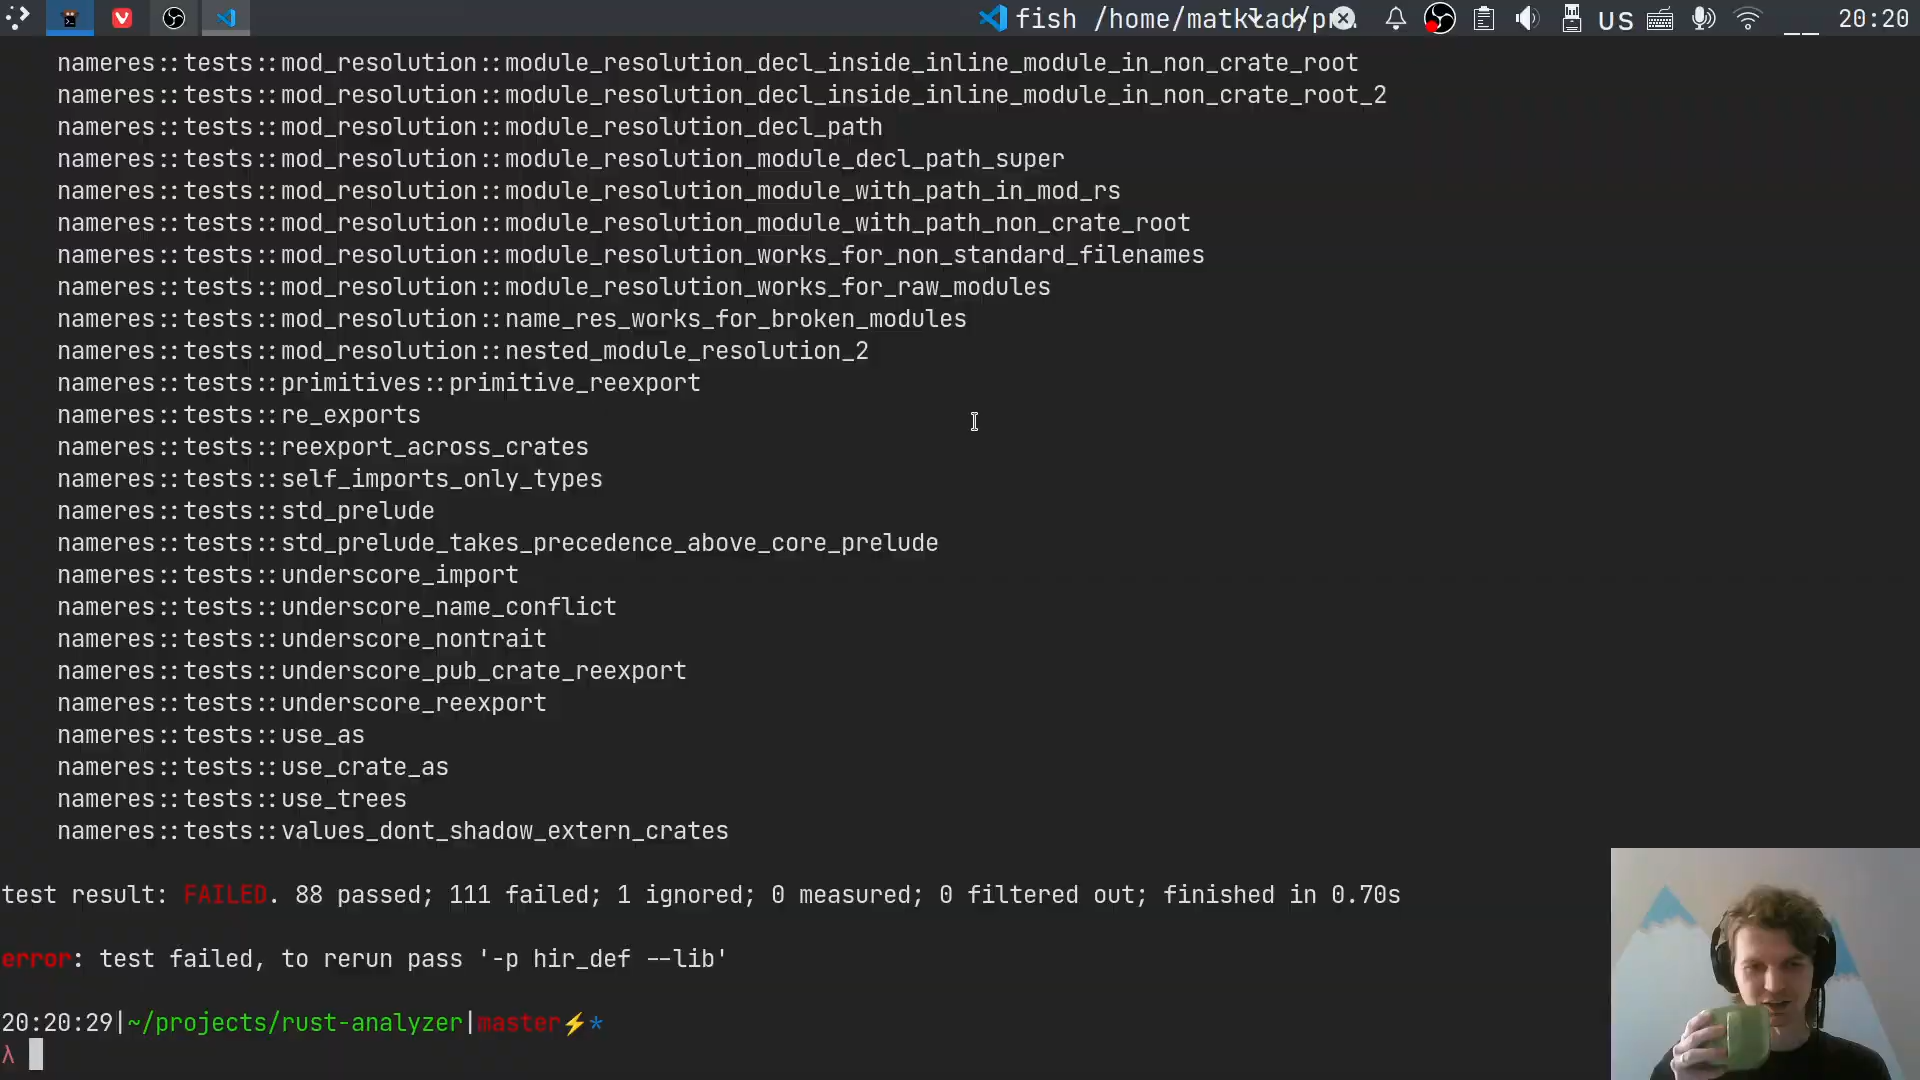 fish /home/matklad/pr
US
20:20
nameres::tests::mod_resolution::module_resolution_decl_inside_inline_module_in_non_crate_root
nameres::tests::mod_resolution::module_resolution_decl_inside_inline_module_in_non_crate_root_2
nameres::tests::mod_resolution::module_resolution_decl_path
nameres::tests::mod_resolution::module_resolution_module_decl_path_super
nameres::tests::mod_resolution::module_resolution_module_with_path_in_mod_rs
nameres::tests::mod_resolution::module_resolution_module_with_path_non_crate_root
nameres::tests::mod_resolution::module_resolution_works_for_non_standard_filenames
nameres::tests::mod_resolution::module_resolution_works_for_raw_modules
nameres::tests::mod_resolution::name_res_works_for_broken_modules
nameres::tests::mod_resolution::nested_module_resolution_2
nameres::tests::primitives::primitive_reexport
nameres::tests::re_exports
nameres::tests::reexport_across_crates
nameres::tests::self_imports_only_types
nameres::tests::std_prelude
nameres::tests::std_prelude_takes_precedence_above_core_prelude
nameres::tests::underscore_import
nameres::tests::underscore_name_conflict
nameres::tests::underscore_nontrait
nameres::tests::underscore_pub_crate_reexport
nameres::tests::underscore_reexport
nameres::tests::use_as
nameres::tests::use_crate_as
nameres::tests::use_trees
nameres::tests::values_dont_shadow_extern_crates
test result: FAILED. 88 passed; 111 failed; 1 ignored; 0 measured; 0 filtered out; finished in 0.70s
error: test failed, to rerun pass '-p hir_def --lib'
20:20:29|~/projects/rust-analyzer|master⚡*
λ